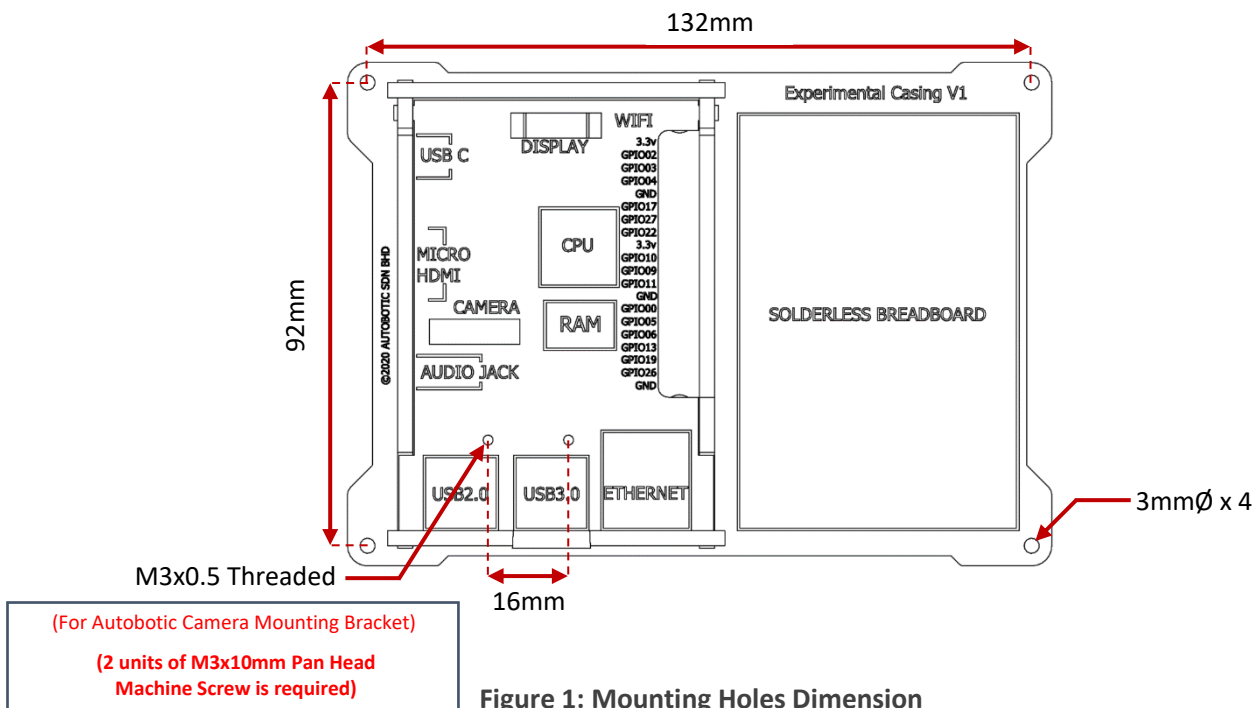 132mm
Experimental Casing V1
WIFI
DISPLAY
USB C
3.3v
GPIO02
GPIO03
GPIO04
GND
GPIO17
GPIO27
GPIO22
3.3v
GPIO10
GPIO09
GPIO11
GND
GPIO00
GPIO05
GPIO06
GPIO13
GPIO19
GPIO26
GND
CPU
MICRO
HDMI
CAMERA
RAM
AUDIO JACK
©2020 AUTOBOTIC SDN BHD
92mm
SOLDERLESS BREADBOARD
USB2.0
USB3.0
ETHERNET
3mmØ x 4
M3x0.5 Threaded
16mm
(For Autobotic Camera Mounting Bracket)
(2 units of M3x10mm Pan Head
Machine Screw is required)
Figure 1: Mounting Holes Dimension